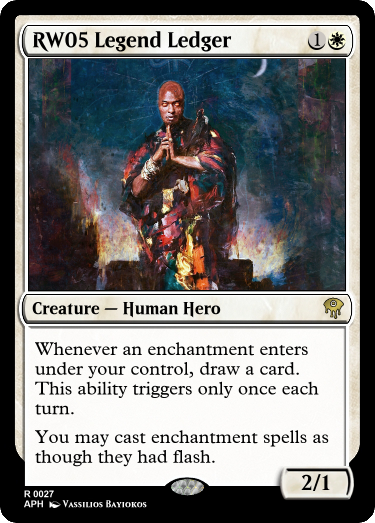 RW05 Legend Ledger
1
Creature — Human Hero
Whenever an enchantment enters
under your control, draw a card.
This ability triggers only once each
turn.
You may cast enchantment spells as
though they had flash.
2/1
R 0027
APH Vassilios Bayiokos